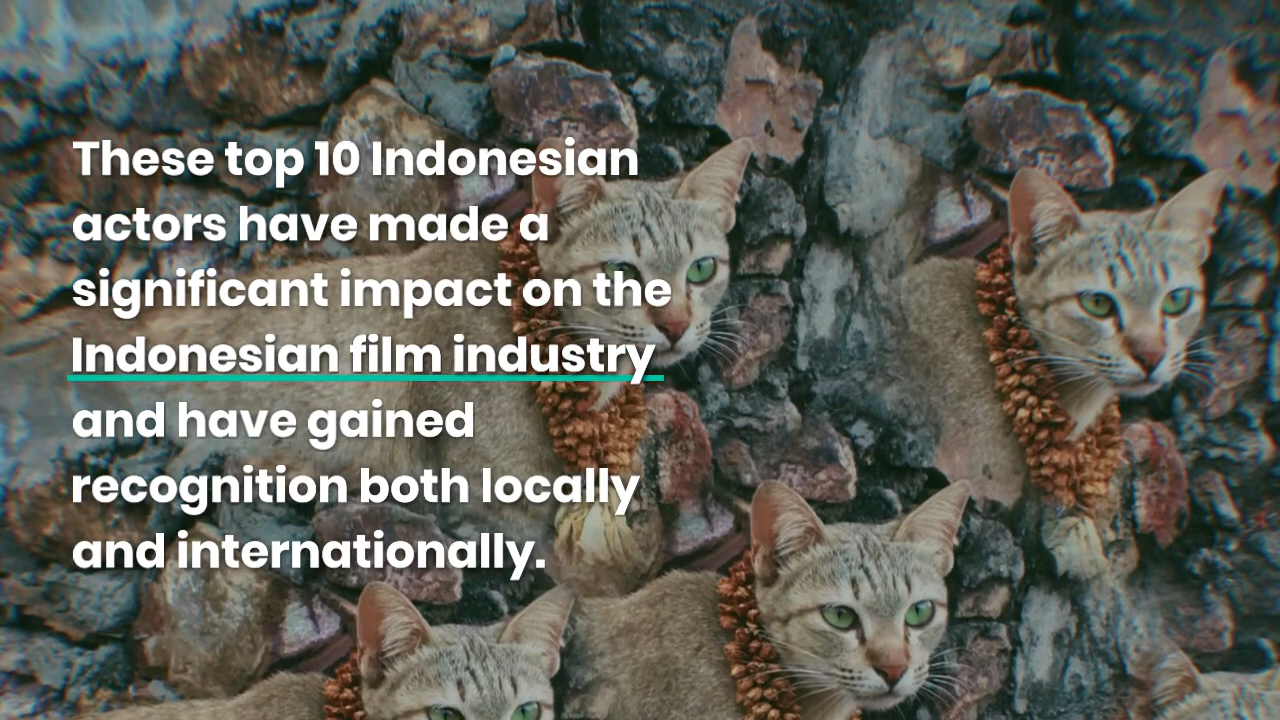 These top 10 Indonesian
actors have made a
significant impact on the
Indonesian film industry
and have gained
recognition both locally
and internationally.